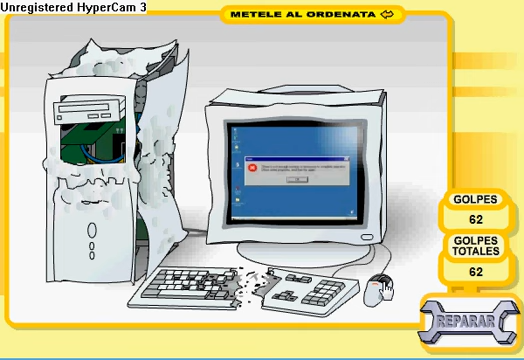 Unregistered HyperCam 3
METELE AL ORDENATA
GOLPES
62
GOLPES
TOTALES
62
REPARAR